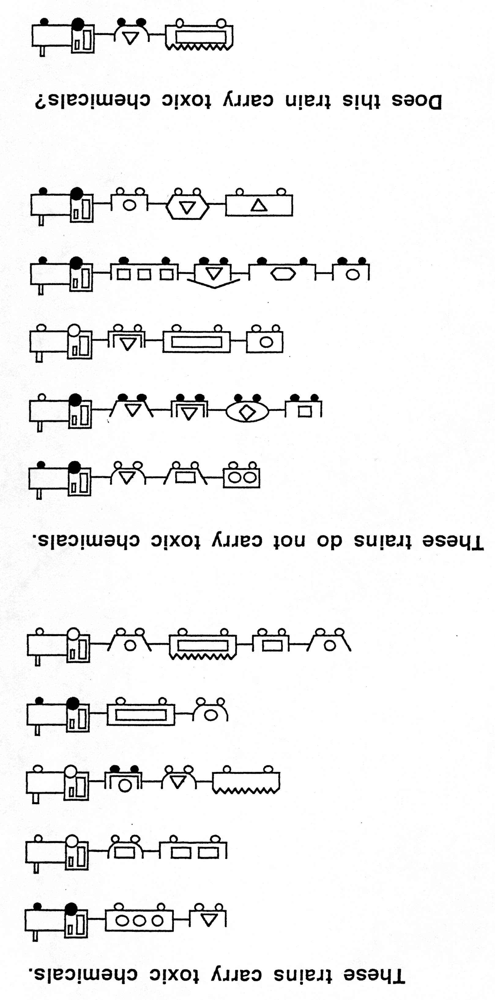 These trains carry toxic chemicals.
These trains do not carry toxic chemicals.
Does this train carry toxic chemicals?